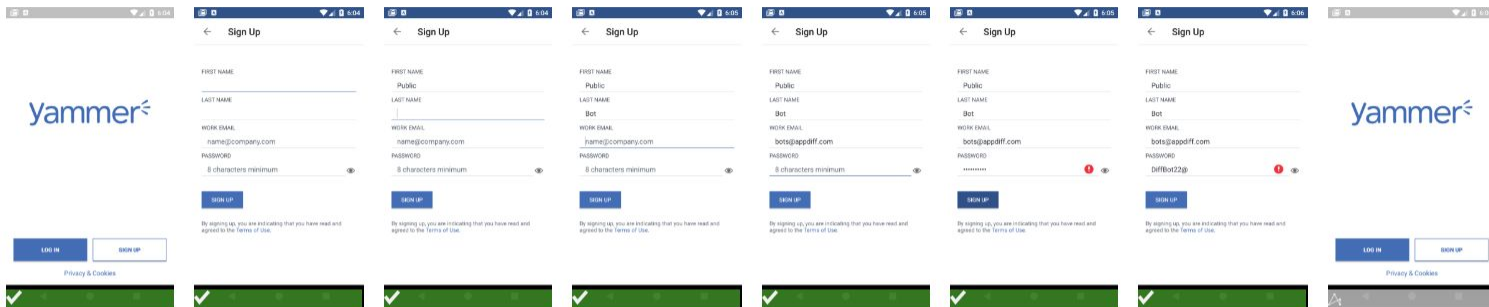 6:04
yammer
LOG IN
SIGN UP
Privacy & Cookies
6:04
Sign Up
FIRST NAME
LAST NAME
WORK EMAIL
name@company.com
PASSWORD
8 characters minimum
SIGN UP
By signing up, you are indicating that you have read and
agreed to the Terms of Use.
6:04
Sign Up
FIRST NAME
Public
LAST NAME
WORK EMAIL
name@company.com
PASSWORD
8 characters minimum
SIGN UP
By signing up, you are indicating that you have read and
agreed to the Terms of Use.
6:05
Sign Up
FIRST NAME
Public
LAST NAME
Bot
WORK EMAIL
name@company.com
PASSWORD
8 characters minimum
SIGN UP
By signing up, you are indicating that you have read and
agreed to the Terms of Use.
6:05
Sign Up
FIRST NAME
Public
LAST NAME
Bot
WORK EMAIL
bots@appdiff.com
PASSWORD
8 characters minimum
SIGN UP
By signing up, you are indicating that you have read and
agreed to the Terms of Use.
6:05
Sign Up
FIRST NAME
Public
LAST NAME
Bot
WORK EMAIL
bots@appdiff.com
PASSWORD
••••••••••
SIGN UP
By signing up, you are indicating that you have read and
agreed to the Terms of Use.
6:06
Sign Up
FIRST NAME
Public
LAST NAME
Bot
WORK EMAIL
bots@appdiff.com
PASSWORD
DiffBot22@
SIGN UP
By signing up, you are indicating that you have read and
agreed to the Terms of Use.
yammer
LOG IN
SIGN UP
Privacy & Cookies